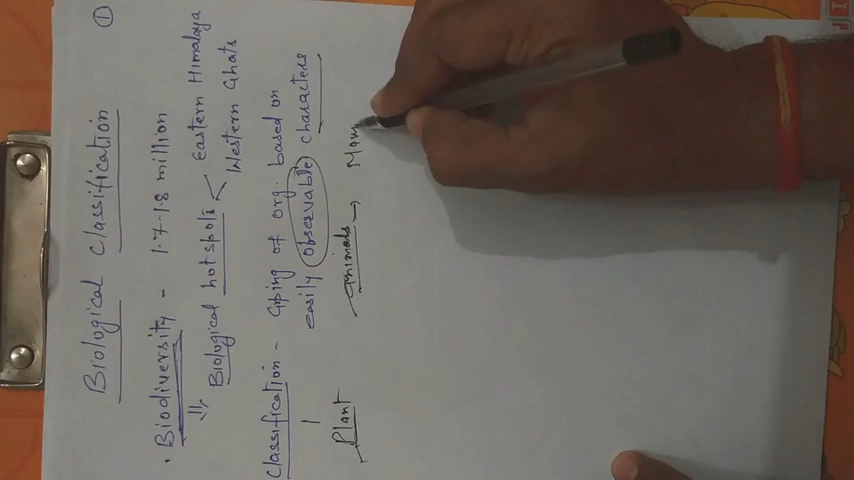 ①
Biological Classification
• Biodiversity - 1.7-1.8 million
Biological hotspots < Eastern Himalaya
Western Ghats
Classification - Gping of org. based on
easily observable characters
Plant
animals → Mam